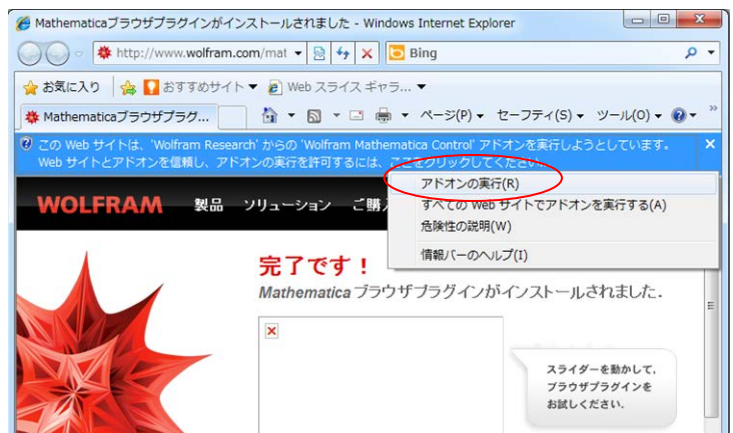 Mathematicaブラウザプラグインがインストールされました - Windows Internet Explorer
http://www.wolfram.com/mat
Bing
お気に入り おすすめサイト Web スライス ギャラ...
Mathematicaブラウザプラグ... ページ(P) セーフティ(S) ツール(O)
この Web サイトは、'Wolfram Research' からの 'Wolfram Mathematica Control' アドオンを実行しようとしています。
Web サイトとアドオンを信頼し、アドオンの実行を許可するには、ここをクリックしてください...
アドオンの実行(R)
すべての Web サイトでアドオンを実行する(A)
危険性の説明(W)
情報バーのヘルプ(I)
WOLFRAM 製品 ソリューション ご購入
完了です！
Mathematica ブラウザプラグインがインストールされました．
スライダーを動かして，
ブラウザプラグインを
お試しください．